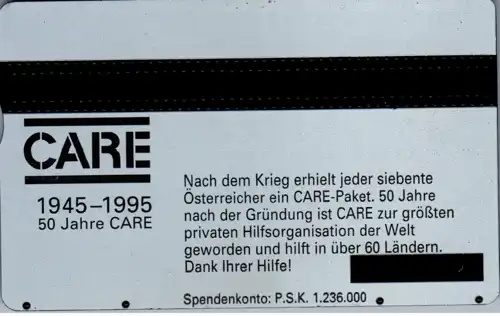 CARE
1945–1995
50 Jahre CARE
Nach dem Krieg erhielt jeder siebente
Österreicher ein CARE-Paket. 50 Jahre
nach der Gründung ist CARE zur größten
privaten Hilfsorganisation der Welt
geworden und hilft in über 60 Ländern.
Dank Ihrer Hilfe!
Spendenkonto: P.S.K. 1.236.000